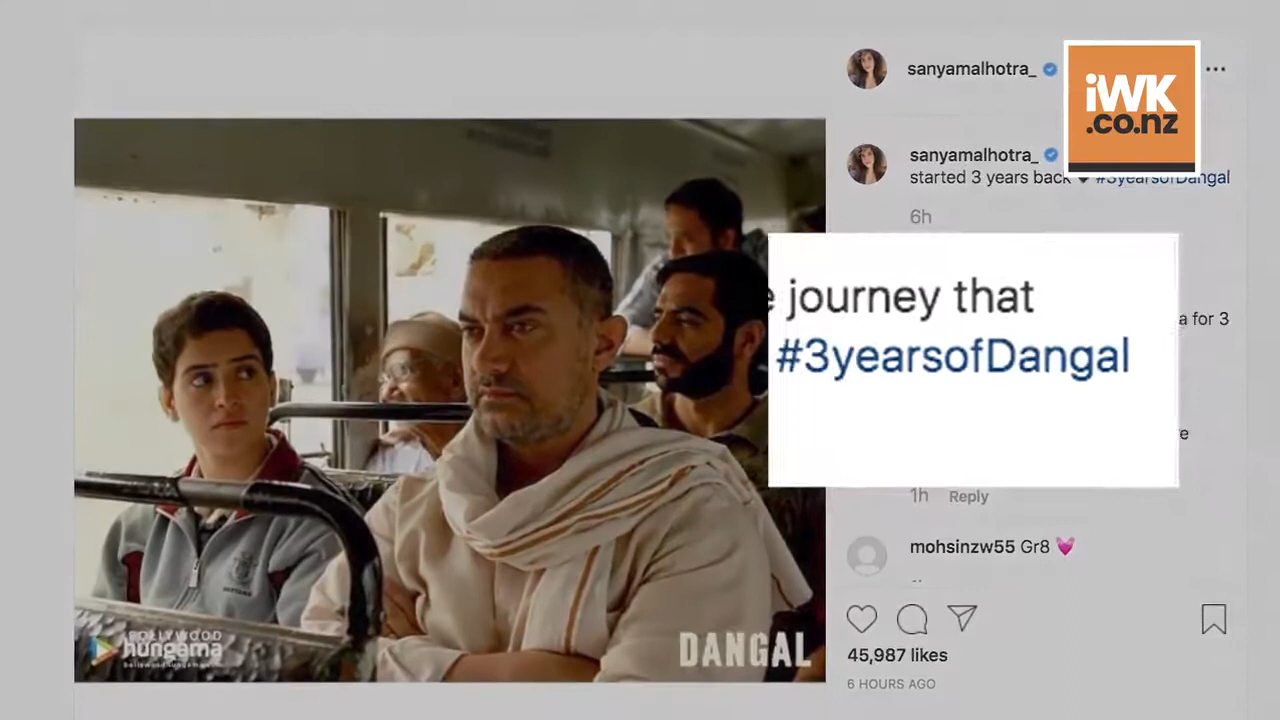 sanyamalhotra_
iWK
.co.nz
sanyamalhotra_
started 3 years back #3yearsofDangal
6h
journey that
#3yearsofDangal
a for 3
1h Reply
mohsinzw55 Gr8
45,987 likes
6 HOURS AGO
BOLLYWOOD
hungama
DANGAL